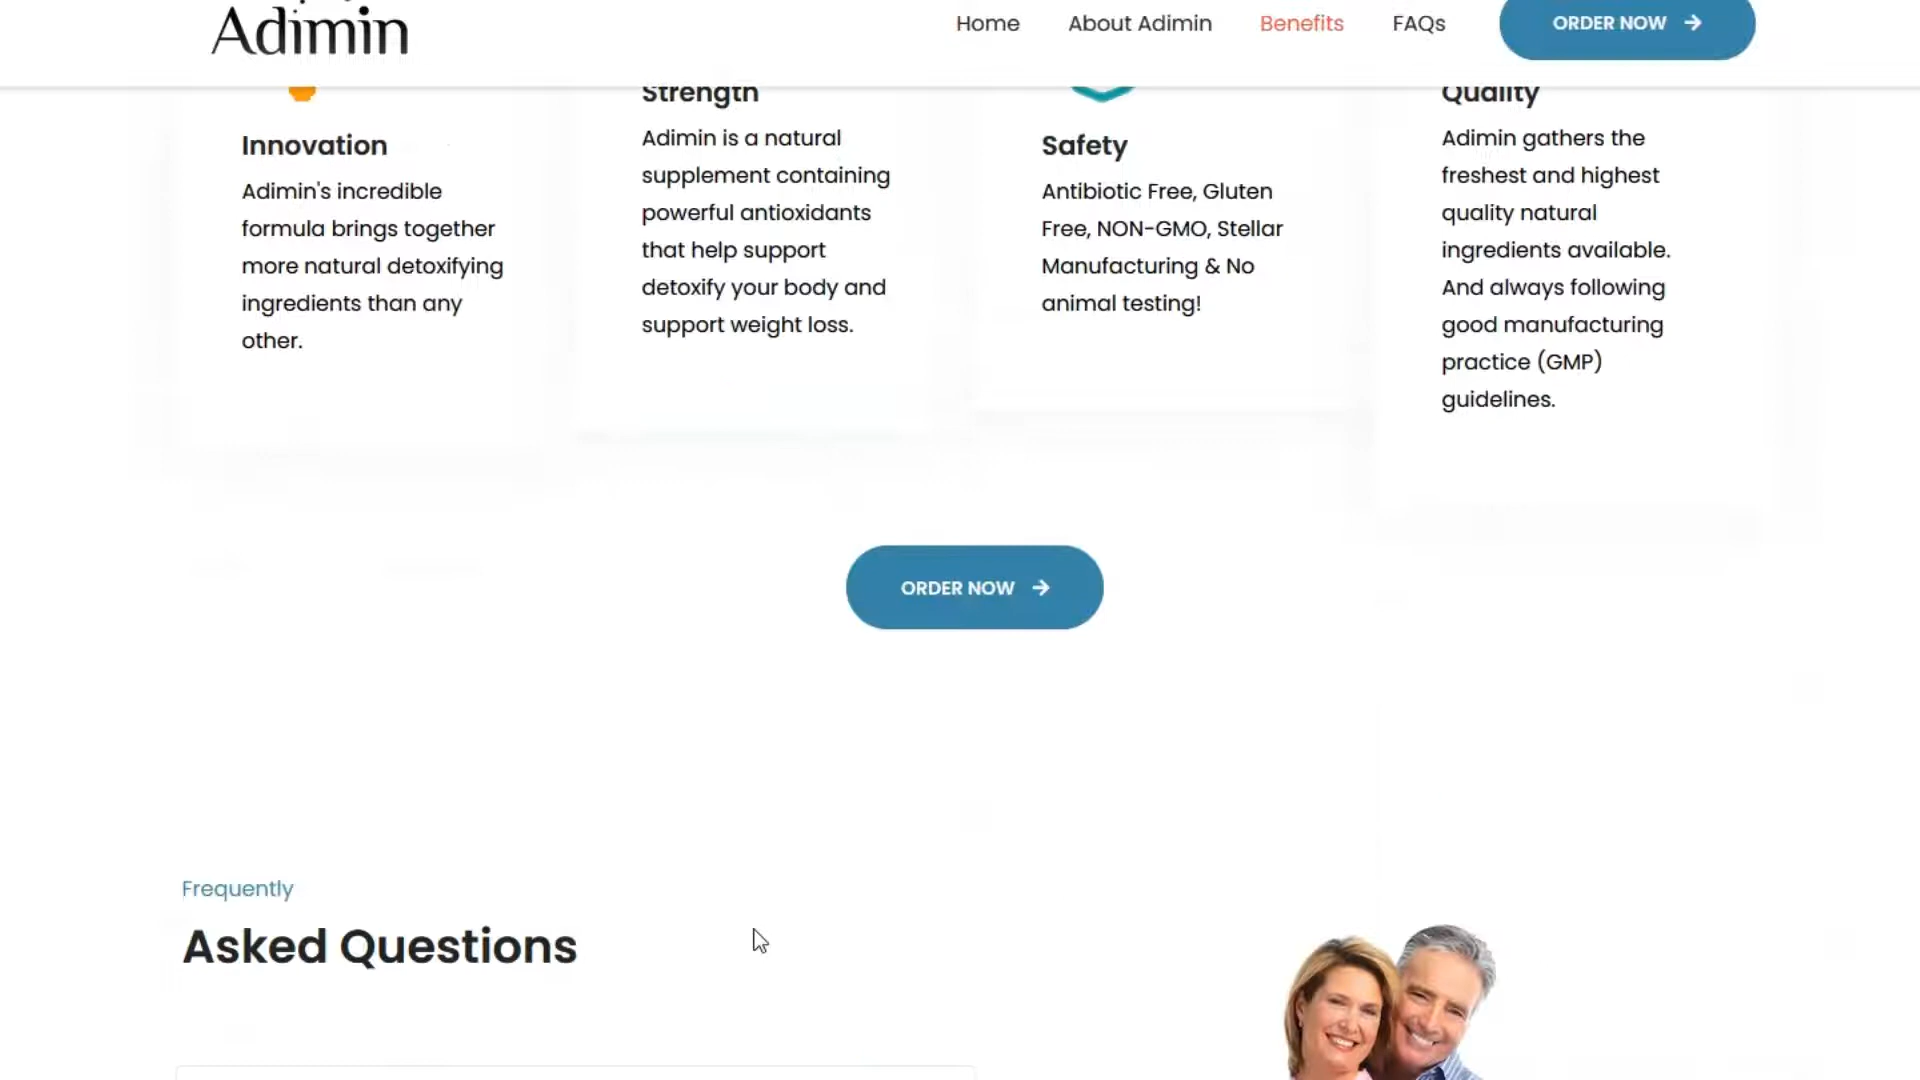 Adimin
Home About Adimin Benefits FAQs ORDER NOW
Innovation
Adimin's incredible
formula brings together
more natural detoxifying
ingredients than any
other.
Strength
Adimin is a natural
supplement containing
powerful antioxidants
that help support
detoxify your body and
support weight loss.
Safety
Antibiotic Free, Gluten
Free, NON-GMO, Stellar
Manufacturing & No
animal testing!
Quality
Adimin gathers the
freshest and highest
quality natural
ingredients available.
And always following
good manufacturing
practice (GMP)
guidelines.
ORDER NOW
Frequently
Asked Questions